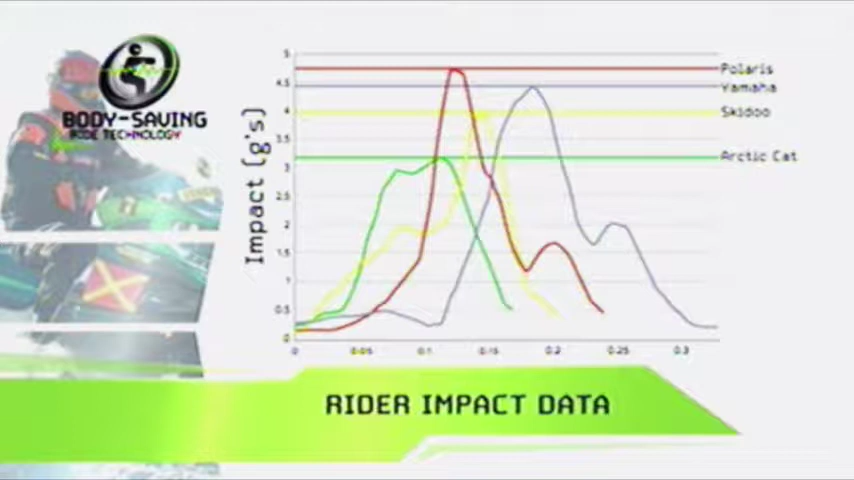 BODY-SAVING
RIDE TECHNOLOGY
Impact (g's)
5
4.5
4
3.5
3
2.5
2
1.5
1
0.5
0
0
0.05
0.1
0.15
0.2
0.25
0.3
Polaris
Yamaha
Skidoo
Arctic Cat
RIDER IMPACT DATA